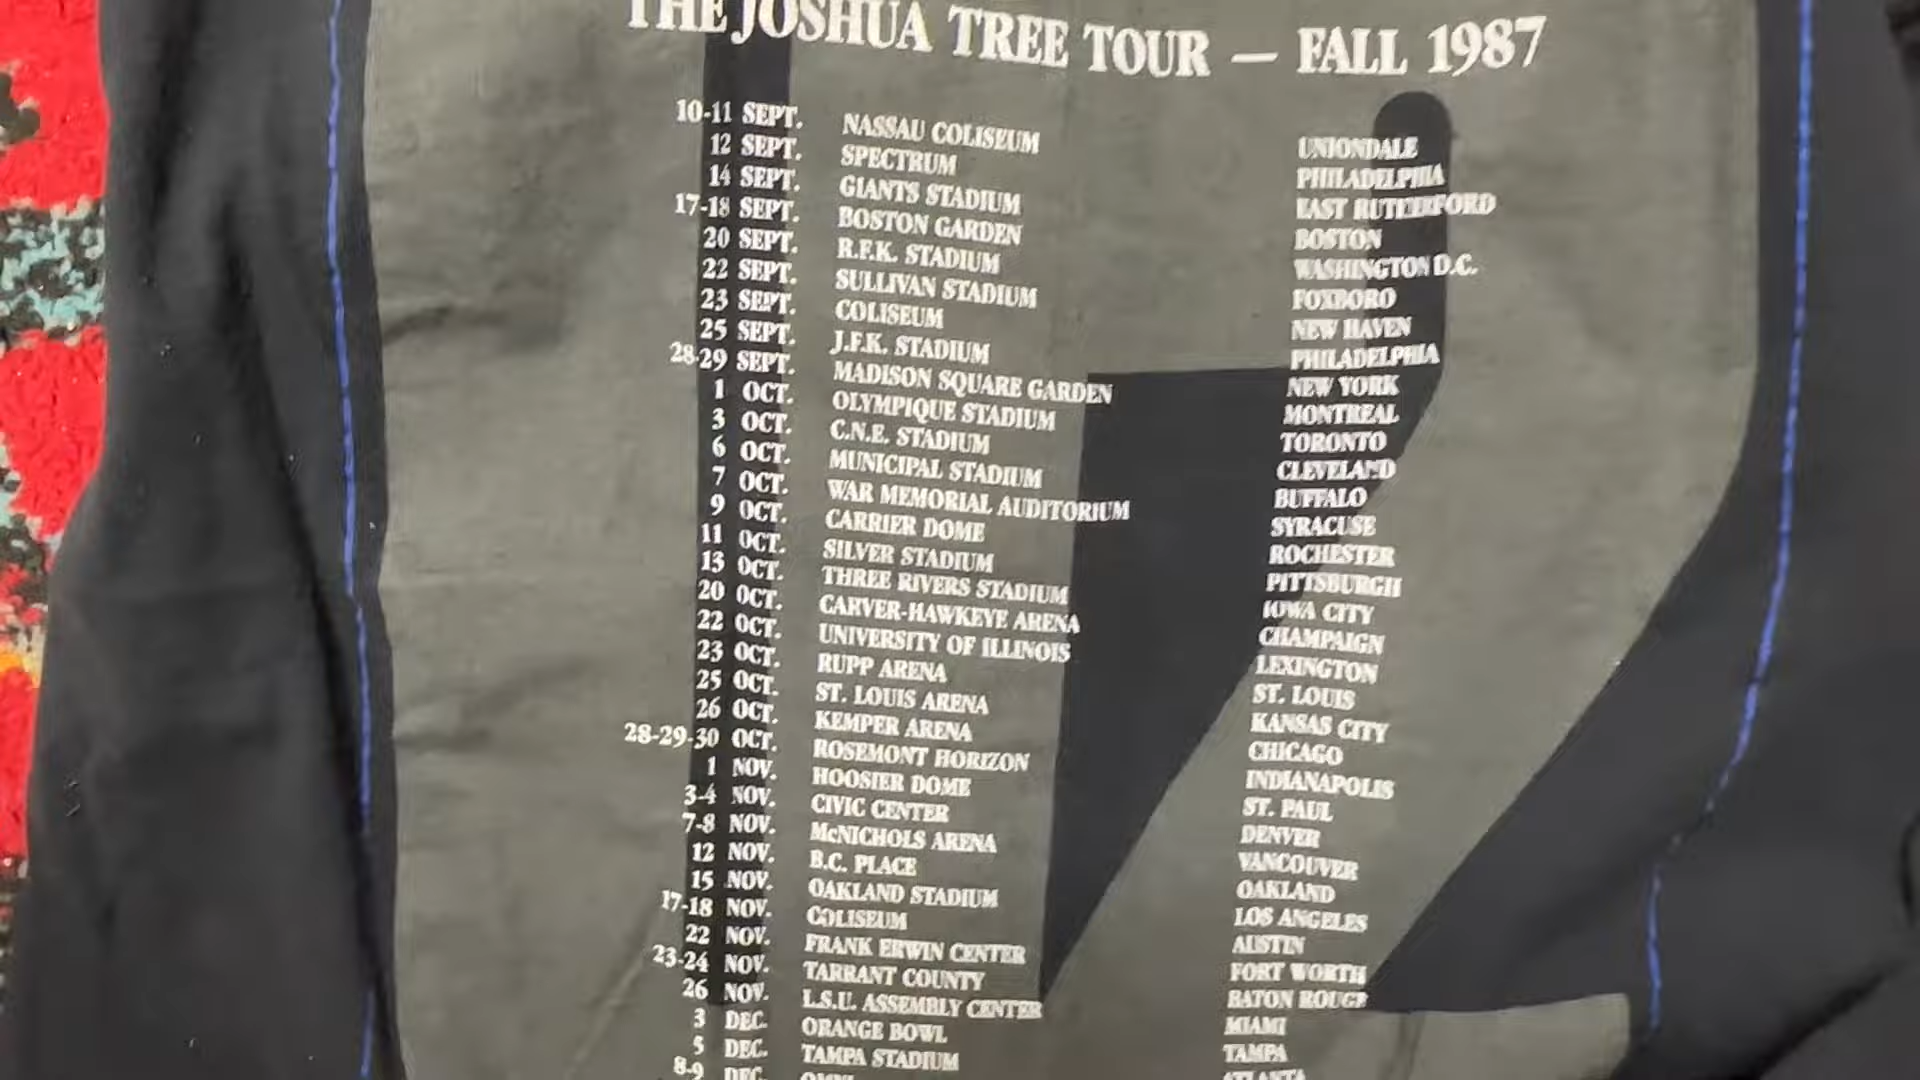 THE JOSHUA TREE TOUR — FALL 1987
10-11 SEPT. NASSAU COLISEUM UNIONDALE
12 SEPT. SPECTRUM PHILADELPHIA
14 SEPT. GIANTS STADIUM EAST RUTHERFORD
17-18 SEPT. BOSTON GARDEN BOSTON
20 SEPT. R.F.K. STADIUM WASHINGTON D.C.
22 SEPT. SULLIVAN STADIUM FOXBORO
23 SEPT. COLISEUM NEW HAVEN
25 SEPT. J.F.K. STADIUM PHILADELPHIA
28-29 SEPT. MADISON SQUARE GARDEN NEW YORK
1 OCT. OLYMPIQUE STADIUM MONTREAL
3 OCT. C.N.E. STADIUM TORONTO
6 OCT. MUNICIPAL STADIUM CLEVELAND
7 OCT. WAR MEMORIAL AUDITORIUM BUFFALO
9 OCT. CARRIER DOME SYRACUSE
11 OCT. SILVER STADIUM ROCHESTER
13 OCT. THREE RIVERS STADIUM PITTSBURGH
20 OCT. CARVER-HAWKEYE ARENA IOWA CITY
22 OCT. UNIVERSITY OF ILLINOIS CHAMPAIGN
23 OCT. RUPP ARENA LEXINGTON
25 OCT. ST. LOUIS ARENA ST. LOUIS
26 OCT. KEMPER ARENA KANSAS CITY
28-29-30 OCT. ROSEMONT HORIZON CHICAGO
1 NOV. HOOSIER DOME INDIANAPOLIS
3-4 NOV. CIVIC CENTER ST. PAUL
7-8 NOV. McNICHOLS ARENA DENVER
12 NOV. B.C. PLACE VANCOUVER
15 NOV. OAKLAND STADIUM OAKLAND
17-18 NOV. COLISEUM LOS ANGELES
22 NOV. FRANK ERWIN CENTER AUSTIN
23-24 NOV. TARRANT COUNTY FORT WORTH
26 NOV. L.S.U. ASSEMBLY CENTER BATON ROUGE
3 DEC. ORANGE BOWL MIAMI
5 DEC. TAMPA STADIUM TAMPA
8-9 DEC. OMNI ATLANTA